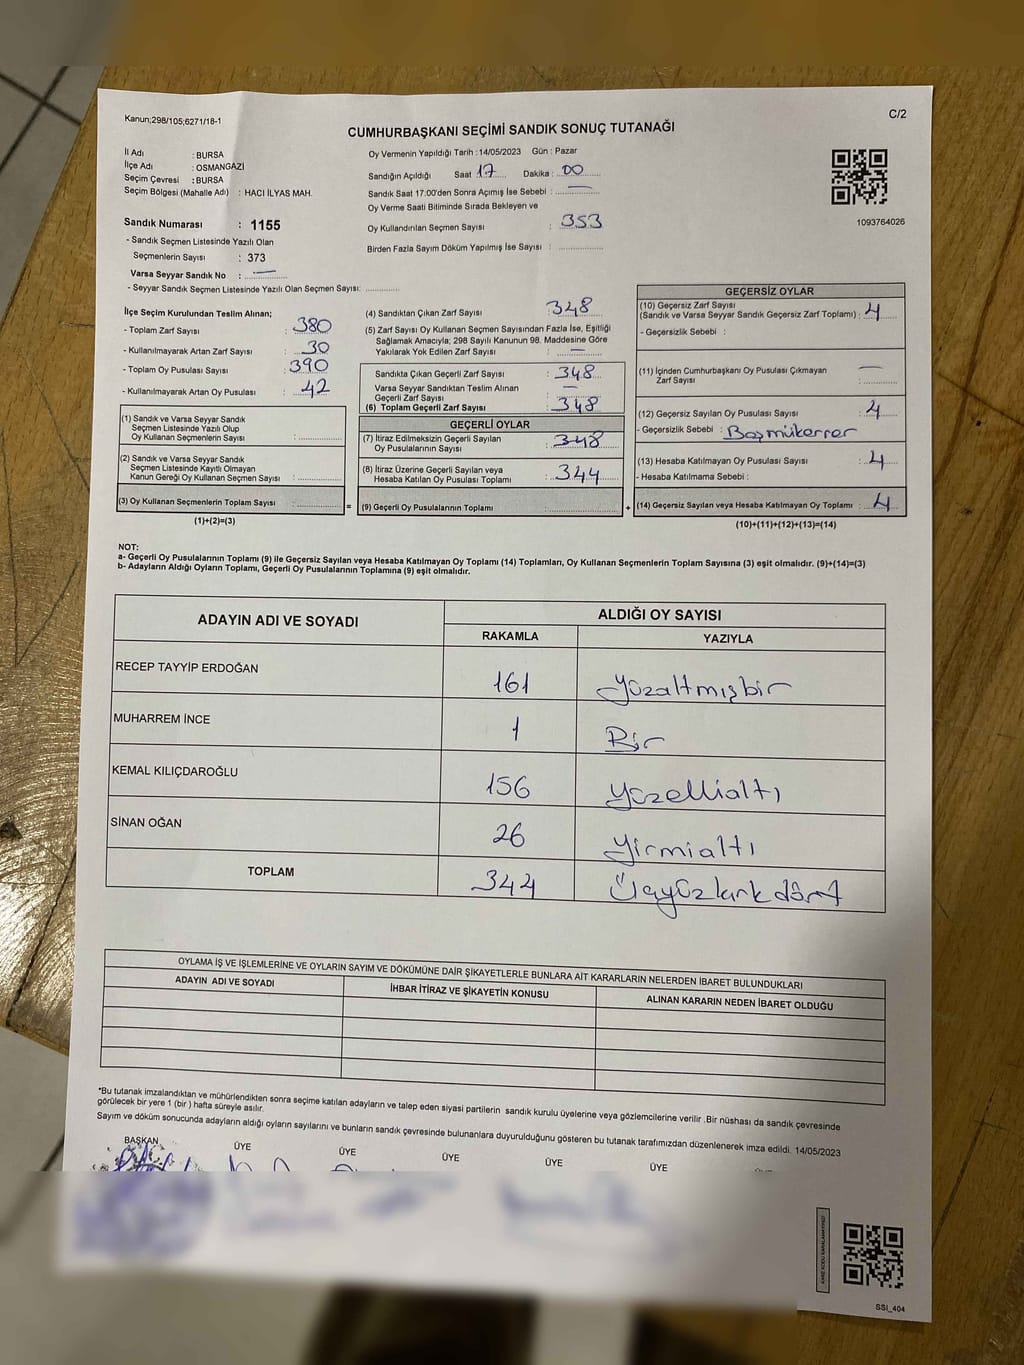 Kanun;298/105;6271/18-1
C/2
CUMHURBAŞKANI SEÇİMİ SANDIK SONUÇ TUTANAĞI
İl Adı : BURSA
İlçe Adı : OSMANGAZİ
Seçim Çevresi : BURSA
Seçim Bölgesi (Mahalle Adı) : HACI İLYAS MAH.
Sandık Numarası : 1155
- Sandık Seçmen Listesinde Yazılı Olan
Seçmenlerin Sayısı : 373
Varsa Seyyar Sandık No : —
- Seyyar Sandık Seçmen Listesinde Yazılı Olan Seçmen Sayısı:
Oy Vermenin Yapıldığı Tarih :14/05/2023 Gün : Pazar
Sandığın Açıldığı Saat 17 Dakika : 00
Sandık Saat 17.00'den Sonra Açımış İse Sebebi : —
Oy Verme Saati Bitiminde Sırada Bekleyen ve
Oy Kullandırılan Seçmen Sayısı : 353
Birden Fazla Sayım Döküm Yapılmış İse Sayısı :
1093764026
İlçe Seçim Kurulundan Teslim Alınan;
- Toplam Zarf Sayısı : 380
- Kullanılmayarak Artan Zarf Sayısı : 30
- Toplam Oy Pusulası Sayısı : 390
- Kullanılmayarak Artan Oy Pusulası : 42
(1) Sandık ve Varsa Seyyar Sandık
Seçmen Listesinde Yazılı Olup
Oy Kullanan Seçmenlerin Sayısı :
(2) Sandık ve Varsa Seyyar Sandık
Seçmen Listesinde Kayıtlı Olmayan
Kanun Gereği Oy Kullanan Seçmen Sayısı :
(3) Oy Kullanan Seçmenlerin Toplam Sayısı :
(1)+(2)=(3)
=
(4) Sandıktan Çıkan Zarf Sayısı : 348
(5) Zarf Sayısı Oy Kullanan Seçmen Sayısından Fazla İse, Eşitliği
Sağlamak Amacıyla; 298 Sayılı Kanunun 98. Maddesine Göre
Yakılarak Yok Edilen Zarf Sayısı : —
Sandıkta Çıkan Geçerli Zarf Sayısı : 348
Varsa Seyyar Sandıktan Teslim Alınan
Geçerli Zarf Sayısı : —
(6) Toplam Geçerli Zarf Sayısı : 348
GEÇERLİ OYLAR
(7) İtiraz Edilmeksizin Geçerli Sayılan
Oy Pusulalarının Sayısı : 348
(8) İtiraz Üzerine Geçerli Sayılan veya
Hesaba Katılan Oy Pusulası Toplamı : 344
(9) Geçerli Oy Pusulalarının Toplamı :
+
GEÇERSİZ OYLAR
(10) Geçersiz Zarf Sayısı
(Sandık ve Varsa Seyyar Sandık Geçersiz Zarf Toplamı) : 4
- Geçersizlik Sebebi :
(11) İçinden Cumhurbaşkanı Oy Pusulası Çıkmayan
Zarf Sayısı : —
(12) Geçersiz Sayılan Oy Pusulası Sayısı : 4
- Geçersizlik Sebebi : Boşmükerrer
(13) Hesaba Katılmayan Oy Pusulası Sayısı : 4
- Hesaba Katılmama Sebebi :
(14) Geçersiz Sayılan veya Hesaba Katılmayan Oy Toplamı : 4
(10)+(11)+(12)+(13)=(14)
NOT:
a- Geçerli Oy Pusulalarının Toplamı (9) ile Geçersiz Sayılan veya Hesaba Katılmayan Oy Toplamı (14) Toplamları, Oy Kullanan Seçmenlerin Toplam Sayısına (3) eşit olmalıdır. (9)+(14)=(3)
b- Adayların Aldığı Oyların Toplamı, Geçerli Oy Pusulalarının Toplamına (9) eşit olmalıdır.
ADAYIN ADI VE SOYADI ALDIĞI OY SAYISI
RAKAMLA YAZIYLA
RECEP TAYYİP ERDOĞAN 161 Yüzaltmışbir
MUHARREM İNCE 1 Bir
KEMAL KILIÇDAROĞLU 156 Yüzellialtı
SİNAN OĞAN 26 Yirmialtı
TOPLAM 344 Üçyüzkırkdört
OYLAMA İŞ VE İŞLEMLERİNE VE OYLARIN SAYIM VE DÖKÜMÜNE DAİR ŞİKAYETLERLE BUNLARA AİT KARARLARIN NELERDEN İBARET BULUNDUKLARI
ADAYIN ADI VE SOYADI İHBAR İTİRAZ VE ŞİKAYETİN KONUSU ALINAN KARARIN NEDEN İBARET OLDUĞU
*Bu tutanak imzalandıktan ve mühürlendikten sonra seçime katılan adayların ve talep eden siyasi partilerin sandık kurulu üyelerine veya gözlemcilerine verilir .Bir nüshası da sandık çevresinde
görülecek bir yere 1 (bir ) hafta süreyle asılır.
Sayım ve döküm sonucunda adayların aldığı oyların sayılarını ve bunların sandık çevresinde bulunanlara duyurulduğunu gösteren bu tutanak tarafımızdan düzenlenerek imza edildi. 14/05/2023
BAŞKAN ÜYE ÜYE ÜYE ÜYE ÜYE
SSİ_404